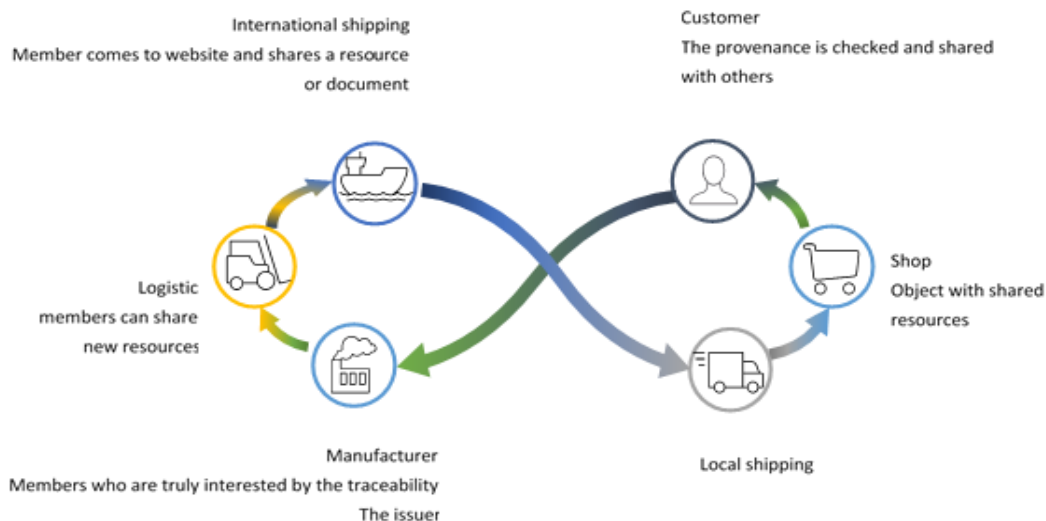 International shipping
Member comes to website and shares a resource
or document
Customer
The provenance is checked and shared
with others
Logistic
members can share
new resources
Shop
Object with shared
resources
Manufacturer
Members who are truly interested by the traceability
The issuer
Local shipping